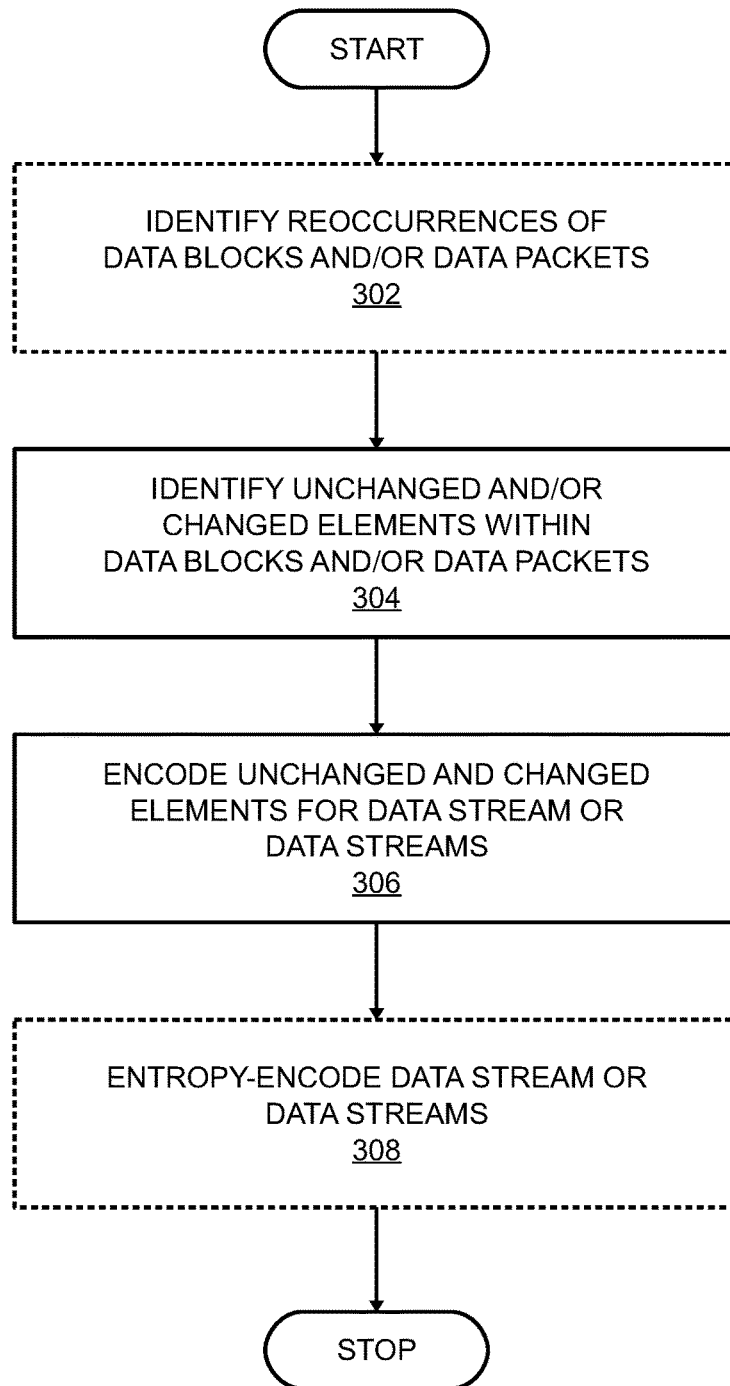 START
IDENTIFY REOCCURRENCES OF
DATA BLOCKS AND/OR DATA PACKETS
302
IDENTIFY UNCHANGED AND/OR
CHANGED ELEMENTS WITHIN
DATA BLOCKS AND/OR DATA PACKETS
304
ENCODE UNCHANGED AND CHANGED
ELEMENTS FOR DATA STREAM OR
DATA STREAMS
306
ENTROPY-ENCODE DATA STREAM OR
DATA STREAMS
308
STOP